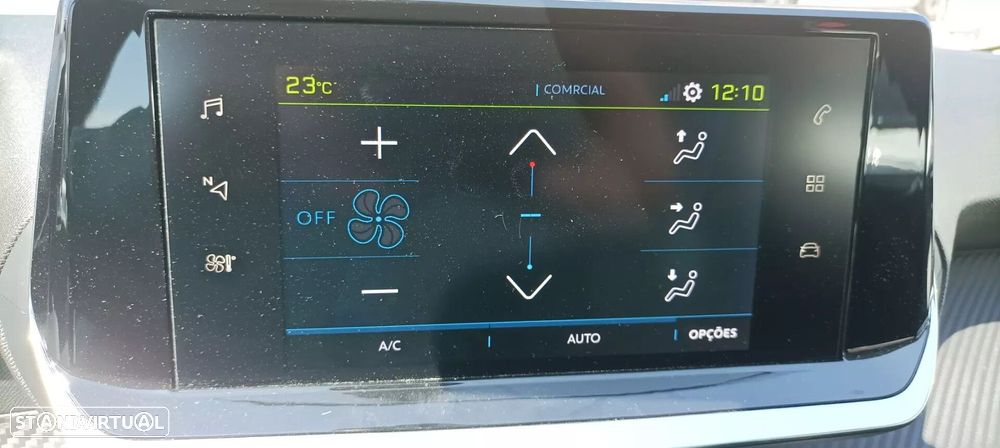 23°C
COMRCIAL
12:10
N
OFF
A/C
AUTO
OPÇÕES
STANDVIRTUAL